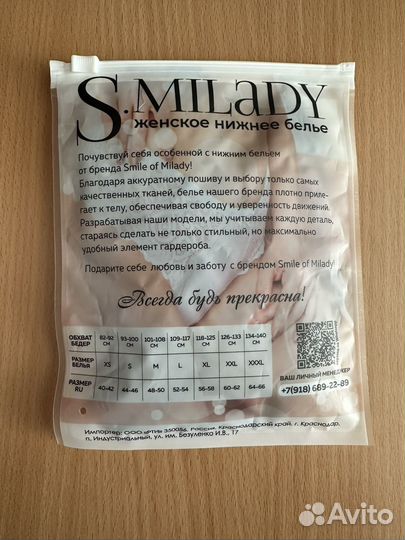 S.MILADY
женское нижнее белье
Почувствуй себя особенной с нижним бельем
от бренда Smile of Milady!
Благодаря аккуратному пошиву и выбору только самых
качественных тканей, белье нашего бренда плотно приле-
гает к телу, обеспечивая свободу и уверенность движений.
Разрабатывая наши модели, мы учитываем каждую деталь,
стараясь сделать не только стильный, но максимально
удобный элемент гардероба.
Подарите себе любовь и заботу с брендом Smile of Milady!
Всегда будь прекрасна!
ОБХВАТ БЕДЕР 82-92 СМ 93-100 СМ 101-108 СМ 109-117 СМ 118-125 СМ 126-133 СМ 134-140 СМ
РАЗМЕР БЕЛЬЯ XS S M L XL XXL XXXL
РАЗМЕР RU 40-42 44-46 48-50 52-54 56-58 60-62 64-66
ВАШ ЛИЧНЫЙ МЕНЕДЖЕР
+7(918) 689-22-89
Импортер: ООО «РТИ» 350056, Россия, Краснодарский край, г. Краснодар,
п. Индустриальный, ул. им. Безуленко И.В., 17
Avito